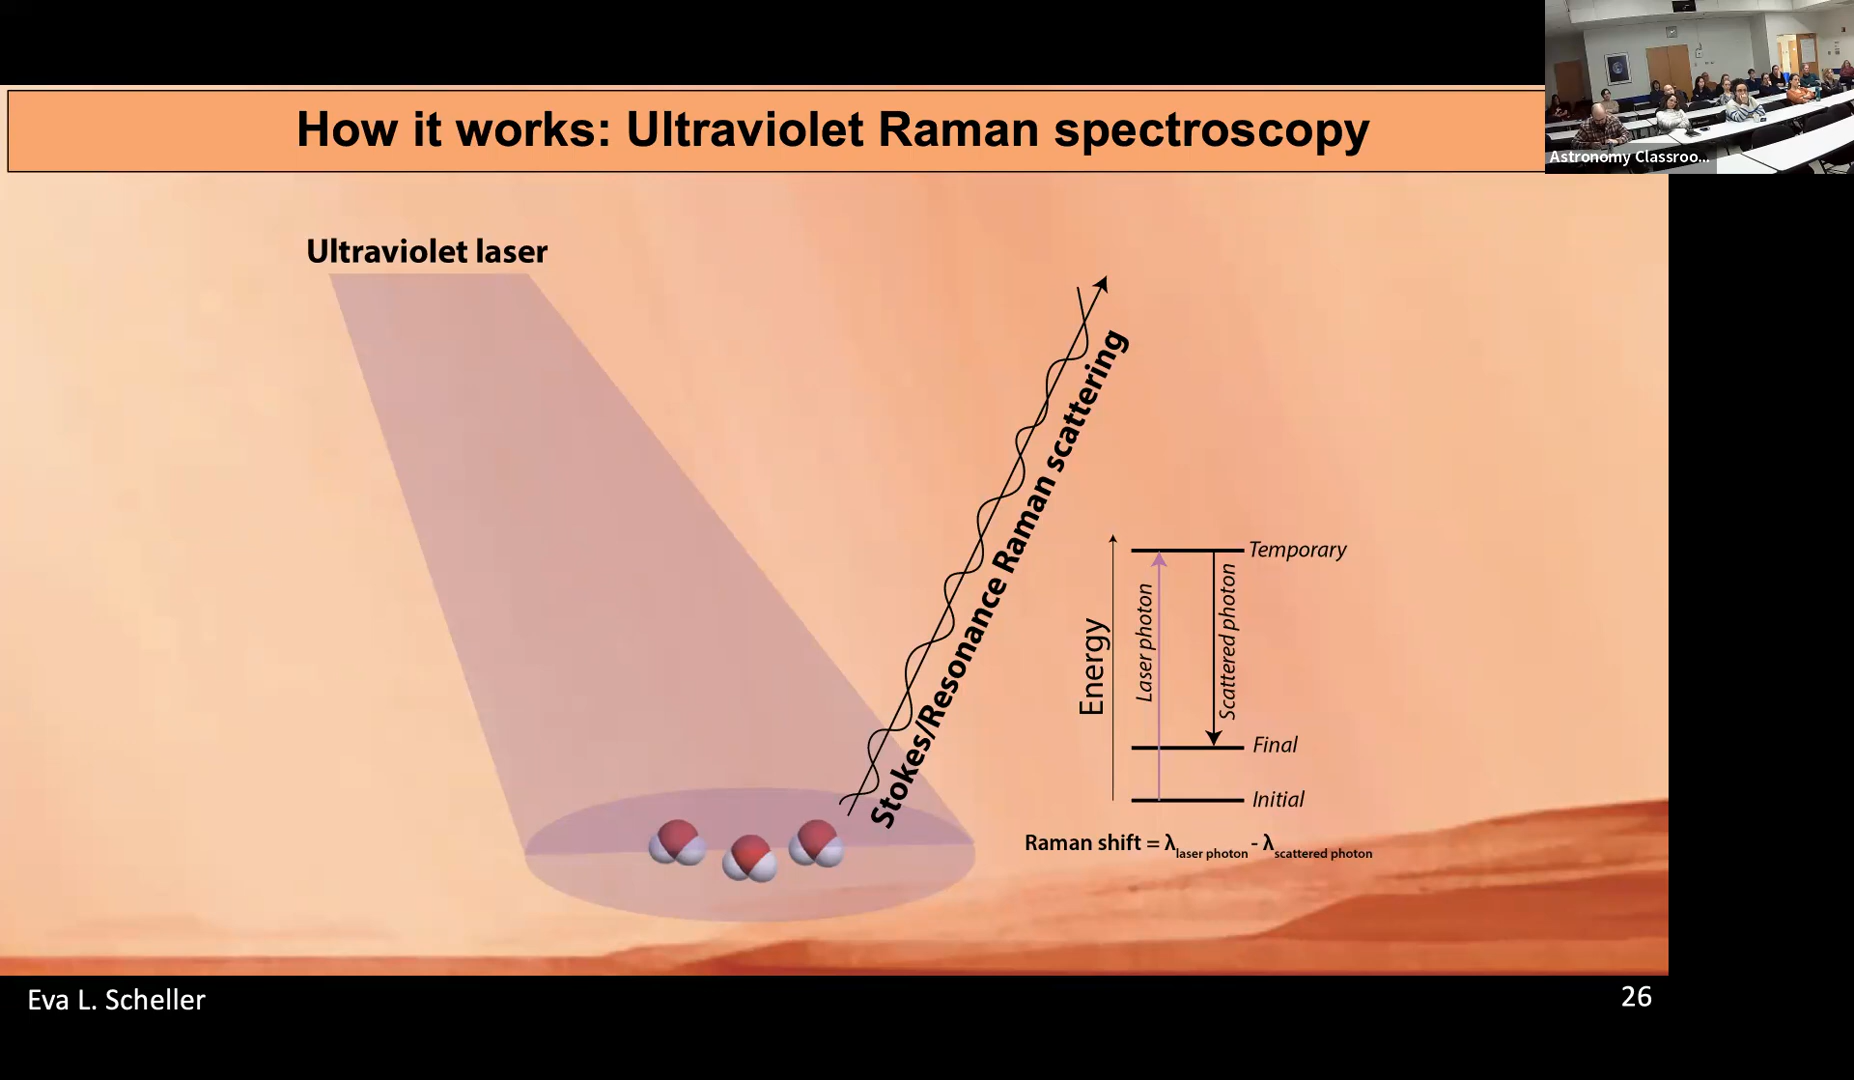 How it works: Ultraviolet Raman spectroscopy
Astronomy Classroo...
Ultraviolet laser
Stokes/Resonance Raman scattering
Temporary
Energy
Laser photon
Scattered photon
Final
Initial
Raman shift = λlaser photon - λscattered photon
Eva L. Scheller
26